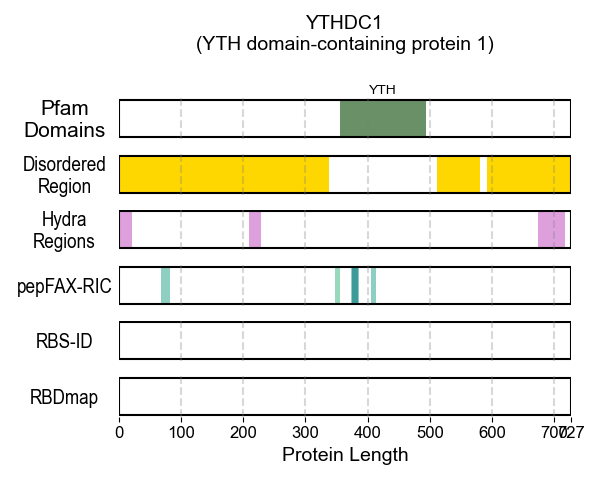 YTHDC1
(YTH domain-containing protein 1)
YTH
Pfam
Domains
Disordered
Region
Hydra
Regions
pepFAX-RIC
RBS-ID
RBDmap
0 100 200 300 400 500 600 700 727
Protein Length